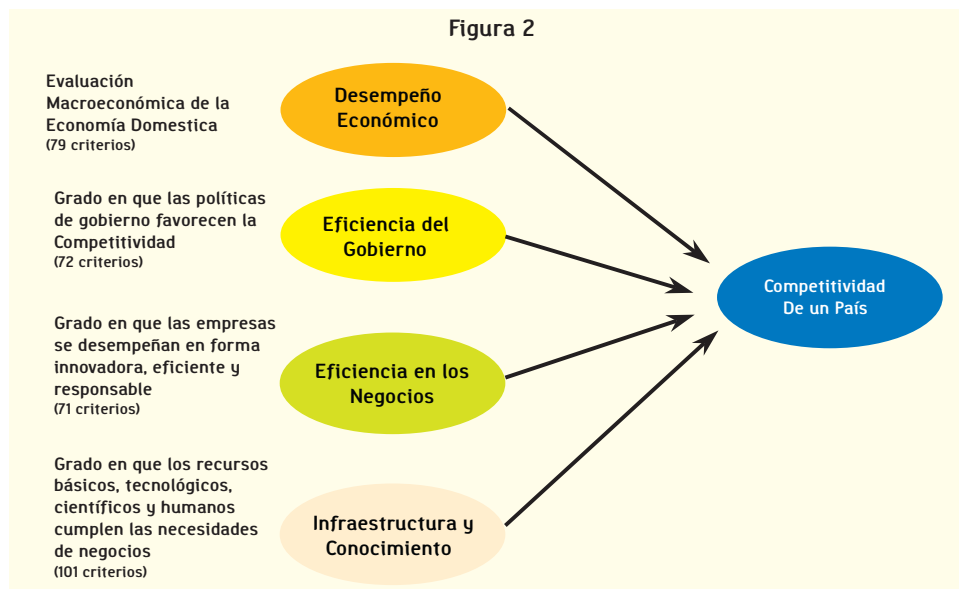 Figura 2
Evaluación
Macroeconómica de la
Economía Domestica
(79 criterios)
Desempeño
Económico
Grado en que las políticas
de gobierno favorecen la
Competitividad
(72 criterios)
Eficiencia del
Gobierno
Grado en que las empresas
se desempeñan en forma
innovadora, eficiente y
responsable
(71 criterios)
Eficiencia en los
Negocios
Grado en que los recursos
básicos, tecnológicos,
científicos y humanos
cumplen las necesidades
de negocios
(101 criterios)
Infraestructura y
Conocimiento
Competitividad
De un País